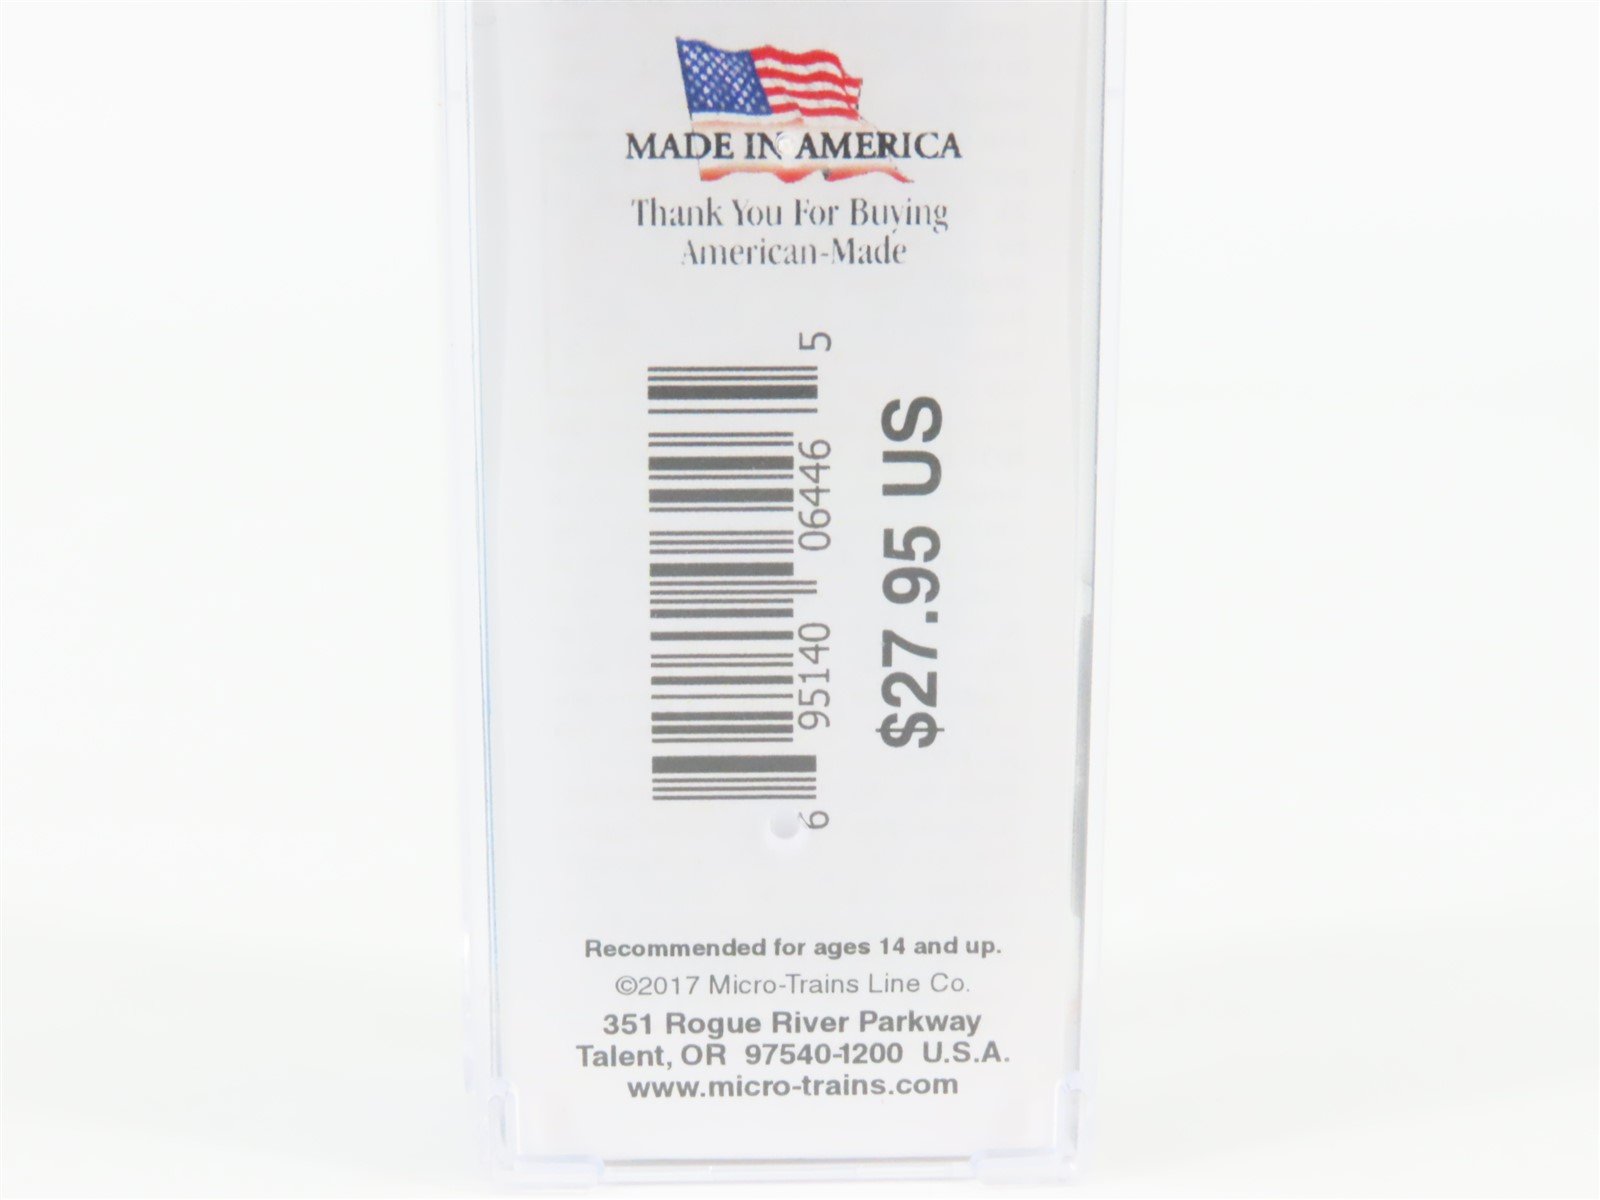 MADE IN AMERICA
Thank You For Buying
American-Made
6 95140 06446 5
$27.95 US
Recommended for ages 14 and up.
©2017 Micro-Trains Line Co.
351 Rogue River Parkway
Talent, OR 97540-1200 U.S.A.
www.micro-trains.com